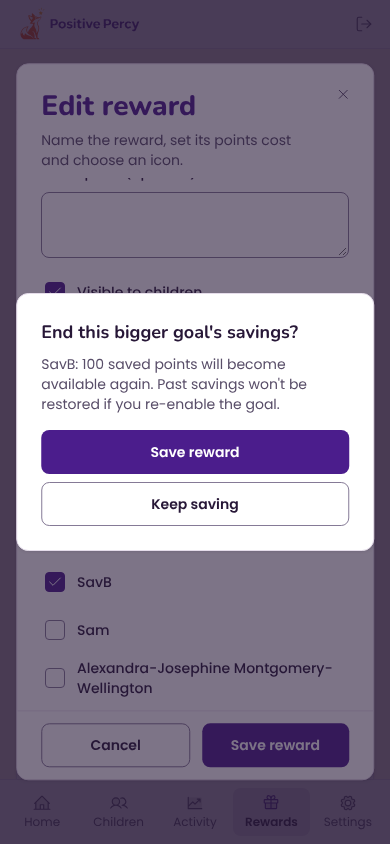 Positive Percy
Edit reward
Name the reward, set its points cost
and choose an icon.
Visible to children
End this bigger goal's savings?
SavB: 100 saved points will become
available again. Past savings won't be
restored if you re-enable the goal.
Save reward
Keep saving
SavB
Sam
Alexandra-Josephine Montgomery-
Wellington
Cancel
Save reward
Home
Children
Activity
Rewards
Settings